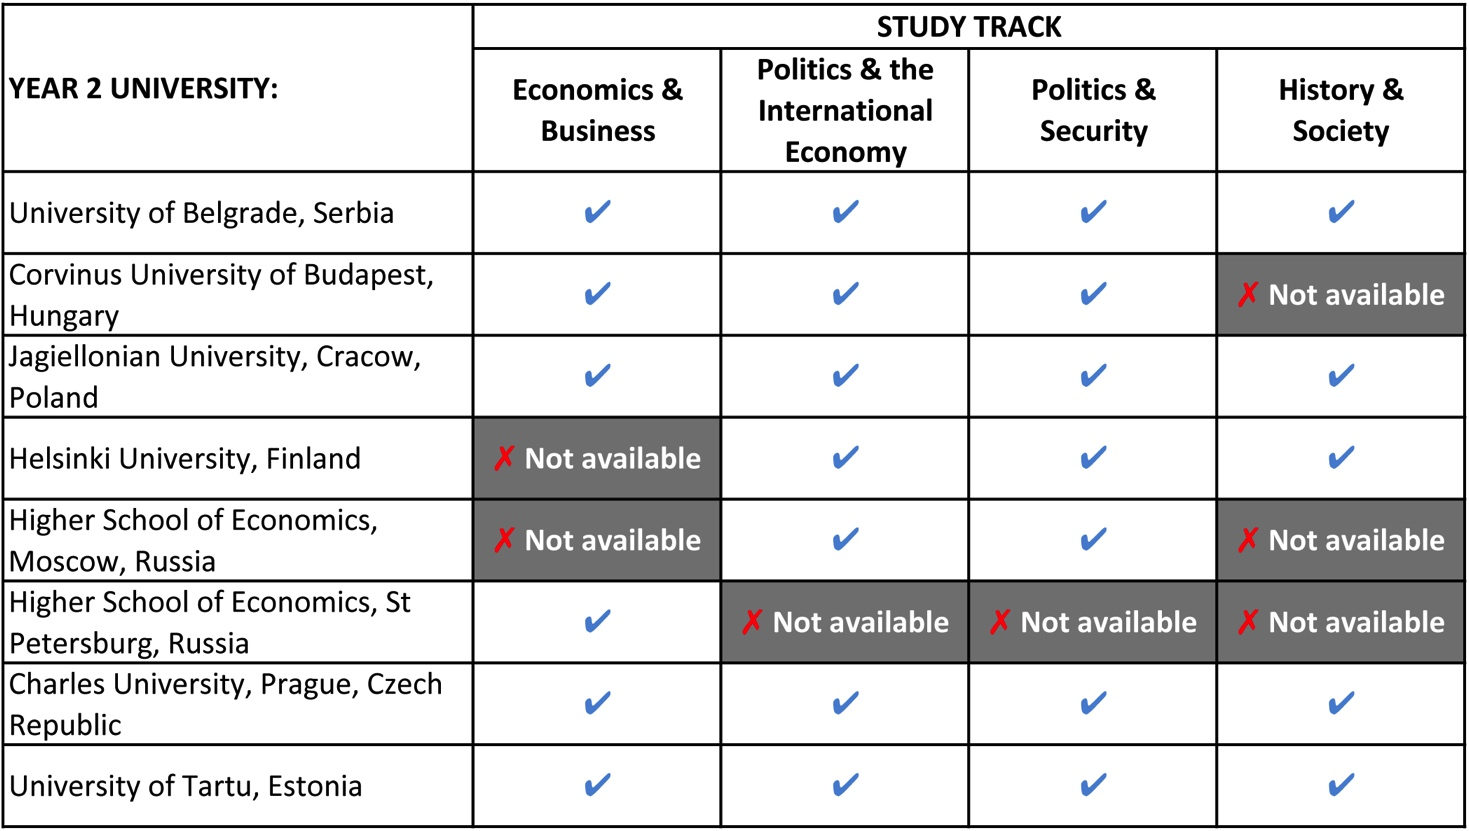 STUDY TRACK
YEAR 2 UNIVERSITY:
Economics &
Business
Politics & the
International
Economy
Politics &
Security
History &
Society
University of Belgrade, Serbia
✔ ✔ ✔ ✔
Corvinus University of Budapest,
Hungary
✔ ✔ ✔ ✗ Not available
Jagiellonian University, Cracow,
Poland
✔ ✔ ✔ ✔
Helsinki University, Finland
✗ Not available ✔ ✔ ✔
Higher School of Economics,
Moscow, Russia
✗ Not available ✔ ✔ ✗ Not available
Higher School of Economics, St
Petersburg, Russia
✔ ✗ Not available ✗ Not available ✗ Not available
Charles University, Prague, Czech
Republic
✔ ✔ ✔ ✔
University of Tartu, Estonia
✔ ✔ ✔ ✔